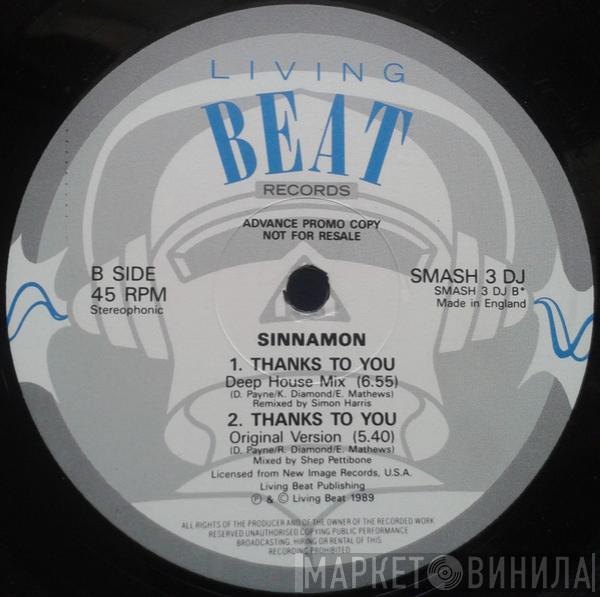 LIVING
BEAT
RECORDS
ADVANCE PROMO COPY
NOT FOR RESALE
B SIDE
45 RPM
Stereophonic
SMASH 3 DJ
SMASH 3 DJ B*
Made in England
SINNAMON
1. THANKS TO YOU
Deep House Mix (6.55)
(D. Payne/K. Diamond/E. Mathews)
Remixed by Simon Harris
2. THANKS TO YOU
Original Version (5.40)
(D. Payne/R. Diamond/E. Mathews)
Mixed by Shep Pettibone
Licensed from New Image Records, U.S.A.
Living Beat Publishing
℗ & © Living Beat 1989
ALL RIGHTS OF THE PRODUCER AND OF THE OWNER OF THE RECORDED WORK
RESERVED UNAUTHORISED COPYING PUBLIC PERFORMANCE
BROADCASTING, HIRING OR RENTAL OF THIS
RECORDING PROHIBITED
МАРКЕТ ВИНИЛА